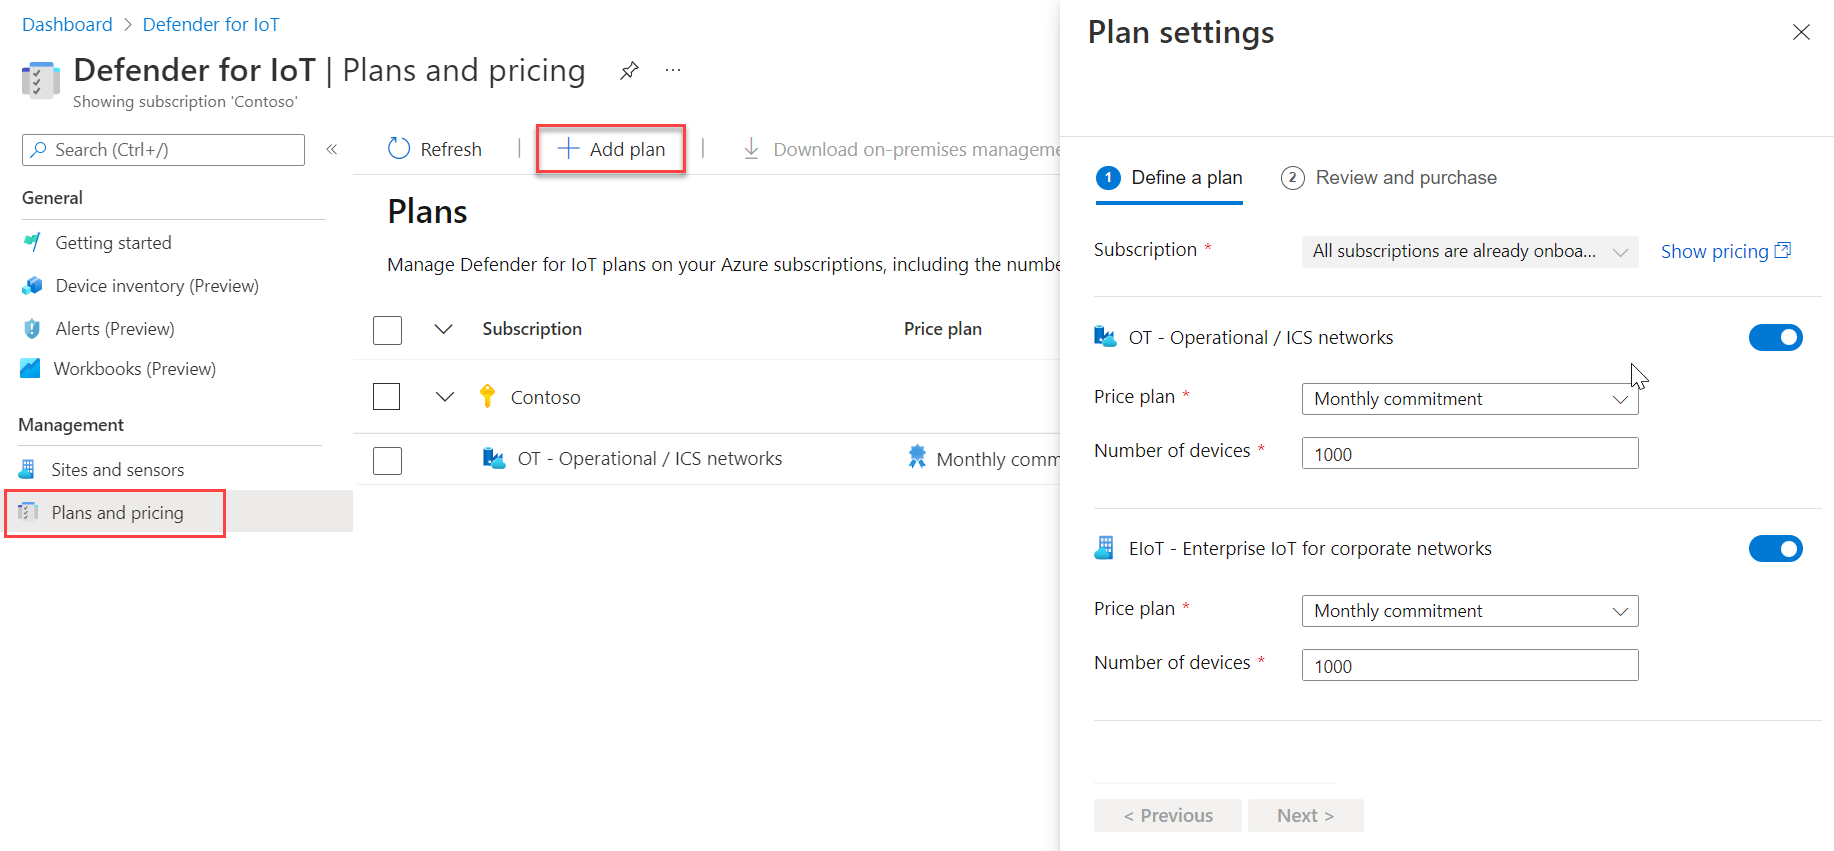 Dashboard > Defender for IoT
Defender for IoT | Plans and pricing ...
Showing subscription 'Contoso'
Search (Ctrl+/) «
General
Getting started
Device inventory (Preview)
Alerts (Preview)
Workbooks (Preview)
Management
Sites and sensors
Plans and pricing
Refresh | + Add plan | Download on-premises manageme
Plans
Manage Defender for IoT plans on your Azure subscriptions, including the numbe
Subscription Price plan
Contoso
OT - Operational / ICS networks Monthly comm
Plan settings
1 Define a plan 2 Review and purchase
Subscription * All subscriptions are already onboa... Show pricing
OT - Operational / ICS networks
Price plan * Monthly commitment
Number of devices * 1000
EIoT - Enterprise IoT for corporate networks
Price plan * Monthly commitment
Number of devices * 1000
< Previous Next >